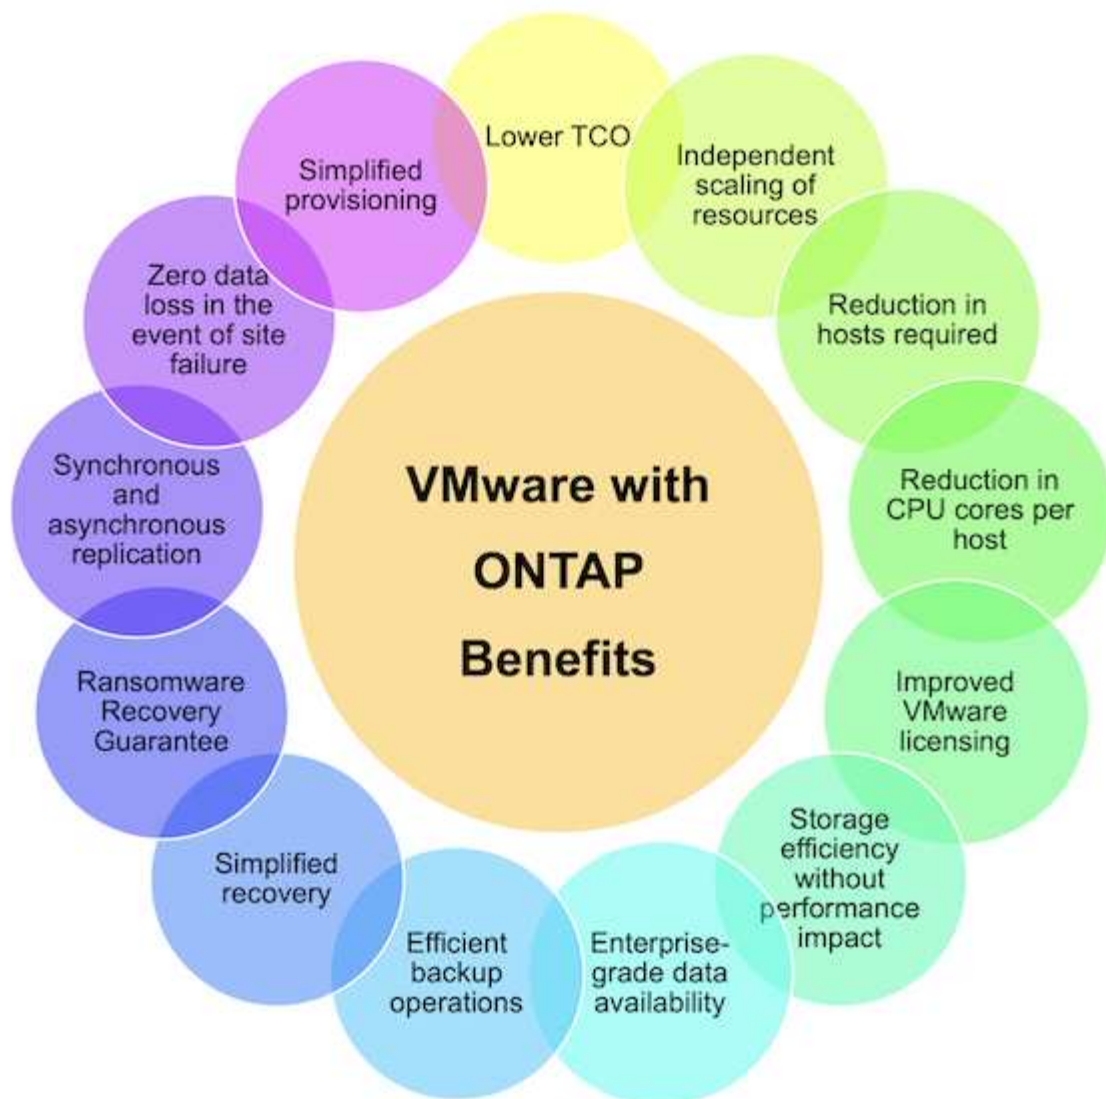 Lower TCO
Independent
scaling of
resources
Reduction in
hosts required
Reduction in
CPU cores per
host
Improved
VMware
licensing
Storage
efficiency
without
performance
impact
Enterprise-
grade data
availability
Efficient
backup
operations
Simplified
recovery
Ransomware
Recovery
Guarantee
Synchronous
and
asynchronous
replication
Zero data
loss in the
event of site
failure
Simplified
provisioning
VMware with
ONTAP
Benefits